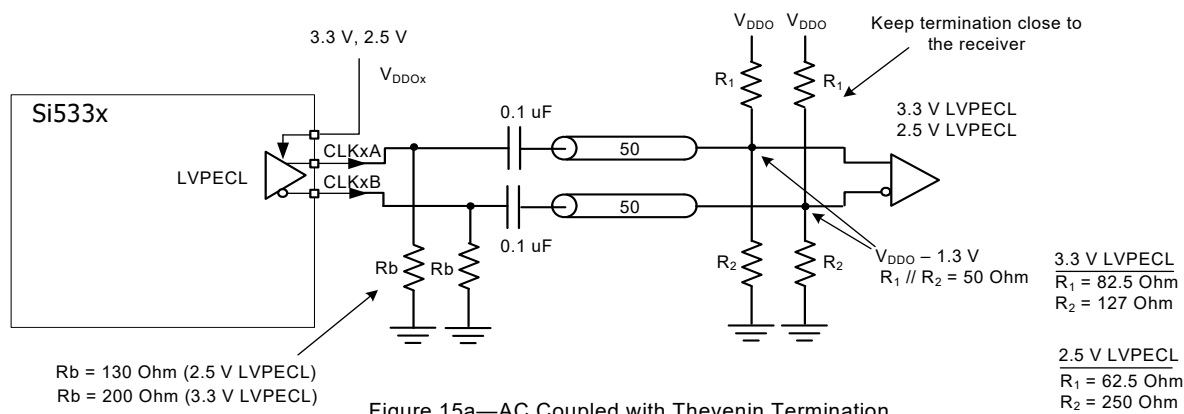 3.3 V, 2.5 V
VDDOx
VDDO VDDO
Keep termination close to
the receiver
R1 R1
Si533x
0.1 uF
3.3 V LVPECL
2.5 V LVPECL
CLKxA
50
LVPECL
CLKxB
50
0.1 uF
Rb Rb
R2 R2
VDDO – 1.3 V
R1 // R2 = 50 Ohm
3.3 V LVPECL
R1 = 82.5 Ohm
R2 = 127 Ohm
Rb = 130 Ohm (2.5 V LVPECL)
Rb = 200 Ohm (3.3 V LVPECL)
2.5 V LVPECL
R1 = 62.5 Ohm
R2 = 250 Ohm
Figure 15a—AC Coupled with Thevenin Termination